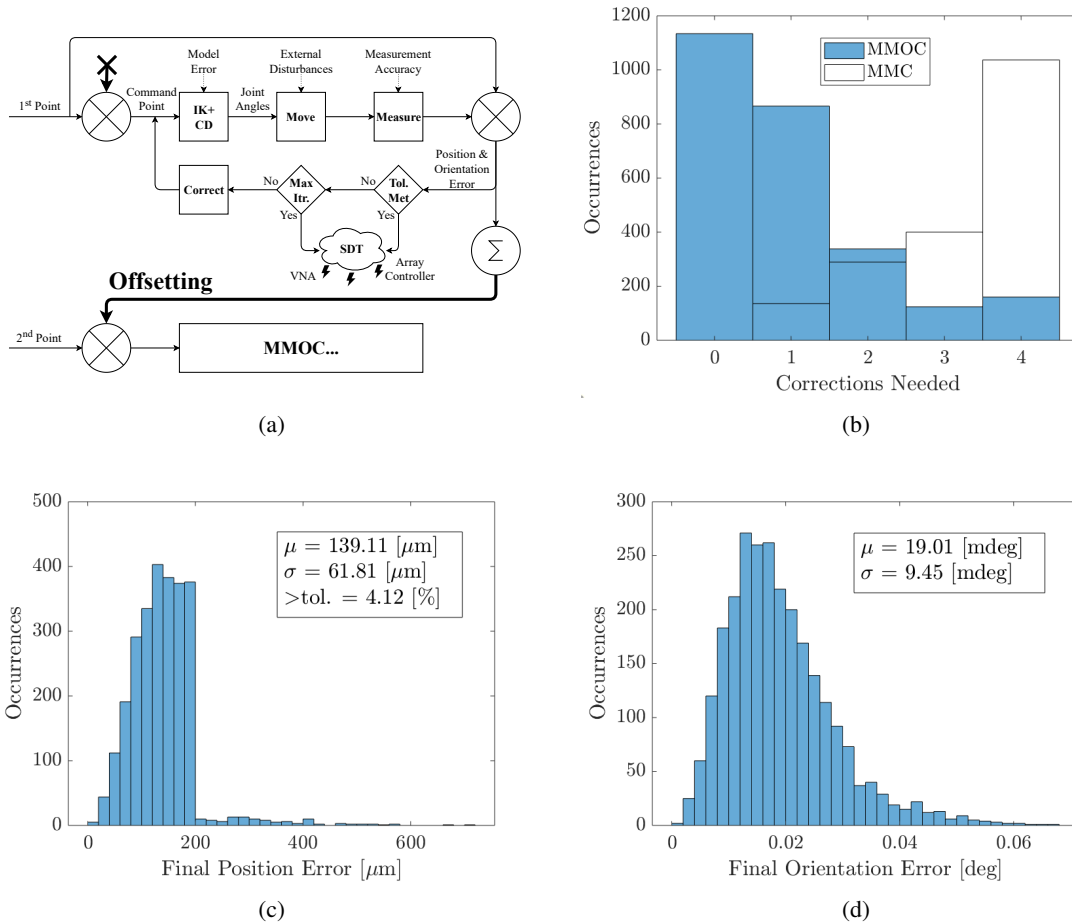 Model
Error
External
Disturbances
Measurement
Accuracy
1st Point
Command
Point
IK+
CD
Joint
Angles
Move
Measure
Position &
Orientation
Error
Correct
No
Max
Itr.
No
Tol.
Met
Yes
Yes
SDT
VNA
Array
Controller
Σ
Offsetting
2nd Point
MMOC...
(a)
1200
1000
800
600
400
200
0
Occurrences
MMOC
MMC
0 1 2 3 4
Corrections Needed
(b)
500
400
300
200
100
0
Occurrences
μ = 139.11 [μm]
σ = 61.81 [μm]
>tol. = 4.12 [%]
0 200 400 600
Final Position Error [μm]
(c)
300
250
200
150
100
50
0
Occurrences
μ = 19.01 [mdeg]
σ = 9.45 [mdeg]
0 0.02 0.04 0.06
Final Orientation Error [deg]
(d)